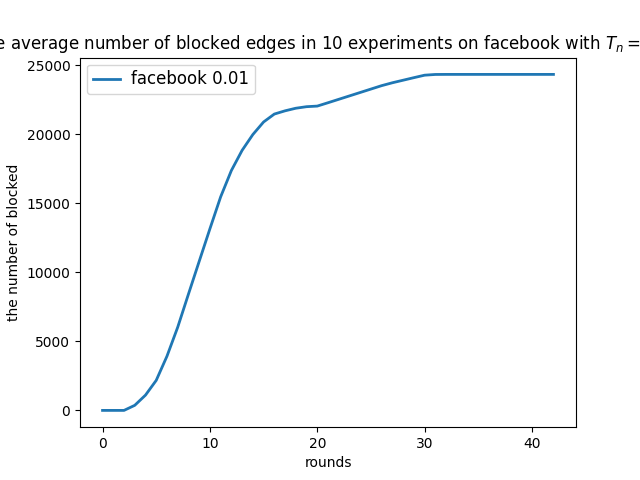 e average number of blocked edges in 10 experiments on facebook with Tₙ =
25000
facebook 0.01
20000
15000
the number of blocked
10000
5000
0
0 10 20 30 40
rounds